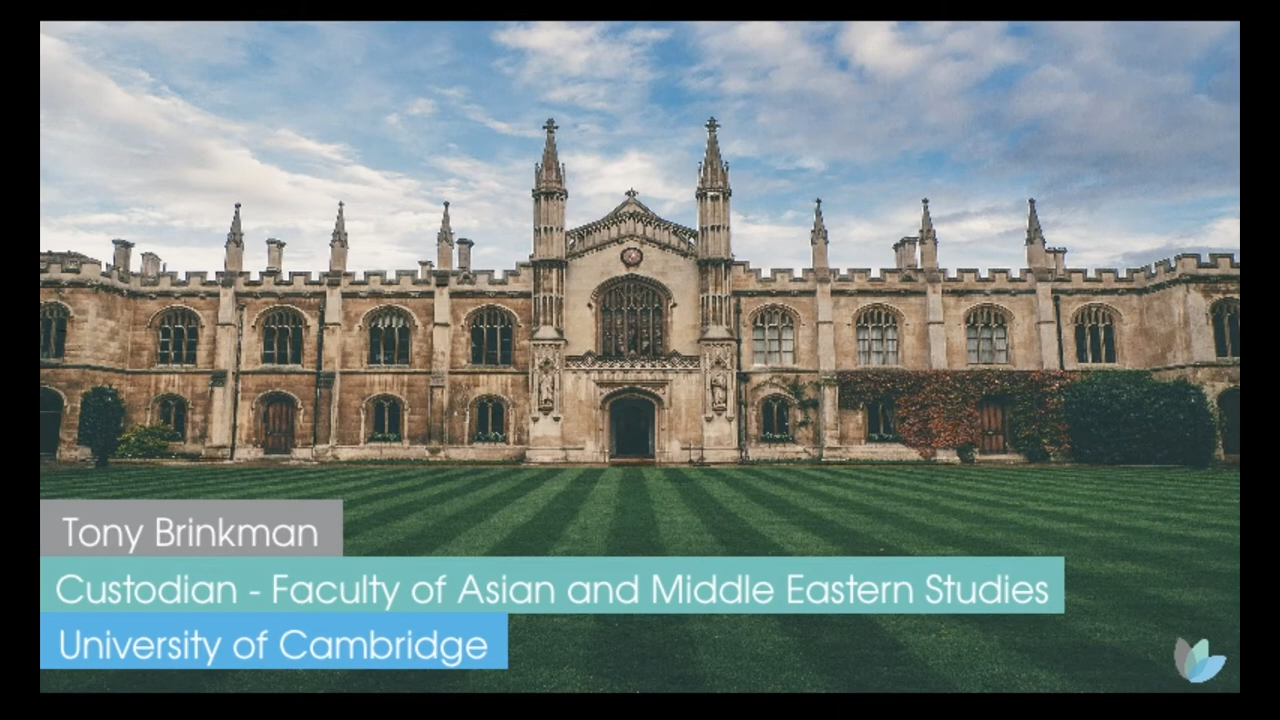 Tony Brinkman
Custodian - Faculty of Asian and Middle Eastern Studies
University of Cambridge